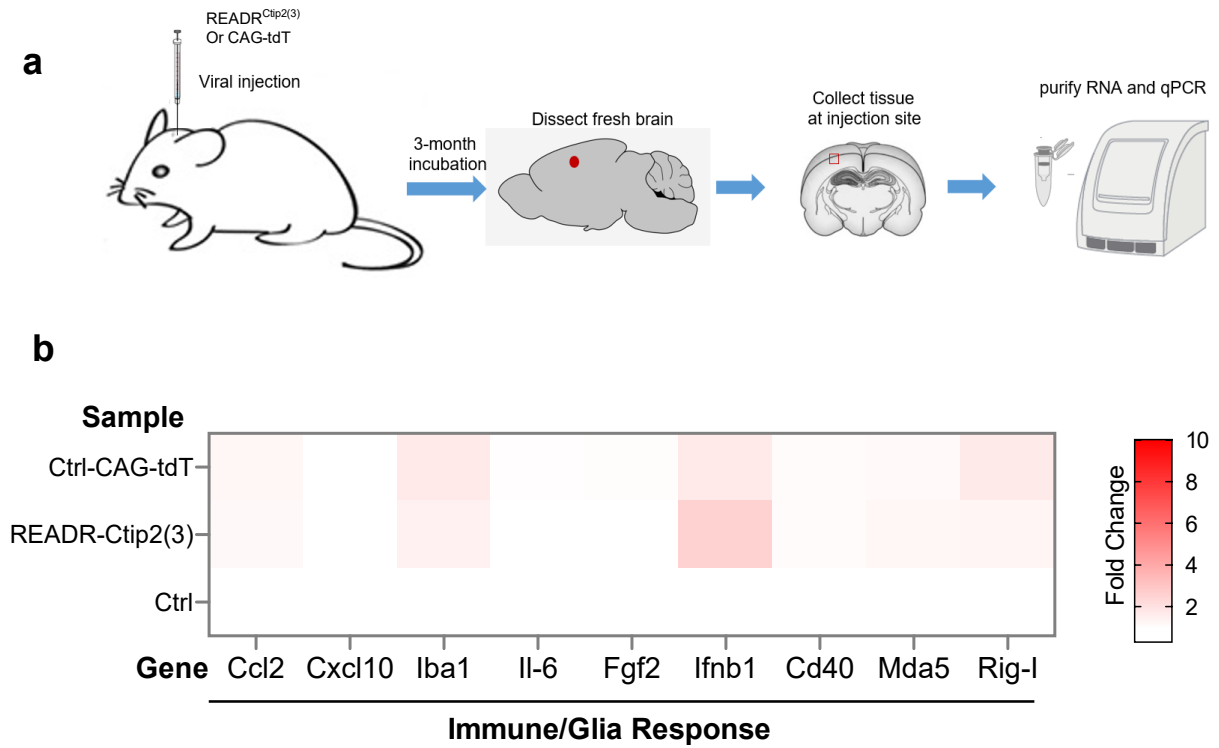 READR^Ctip2(3)
Or CAG-tdT
a
Viral injection
3-month
incubation
Dissect fresh brain
Collect tissue
at injection site
purify RNA and qPCR
b
Sample
Ctrl-CAG-tdT
READR-Ctip2(3)
Ctrl
Gene Ccl2 Cxcl10 Iba1 Il-6 Fgf2 Ifnb1 Cd40 Mda5 Rig-I
Immune/Glia Response
Fold Change
10
8
6
4
2